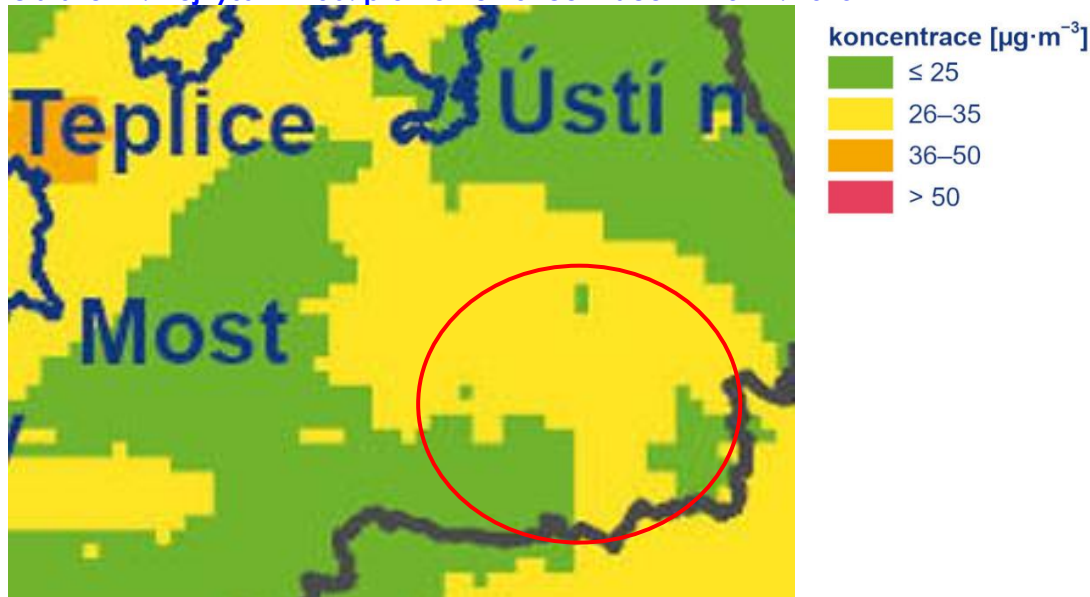 koncentrace [µg·m⁻³]
≤ 25
26–35
36–50
> 50
Teplice
Ústí n.
Most